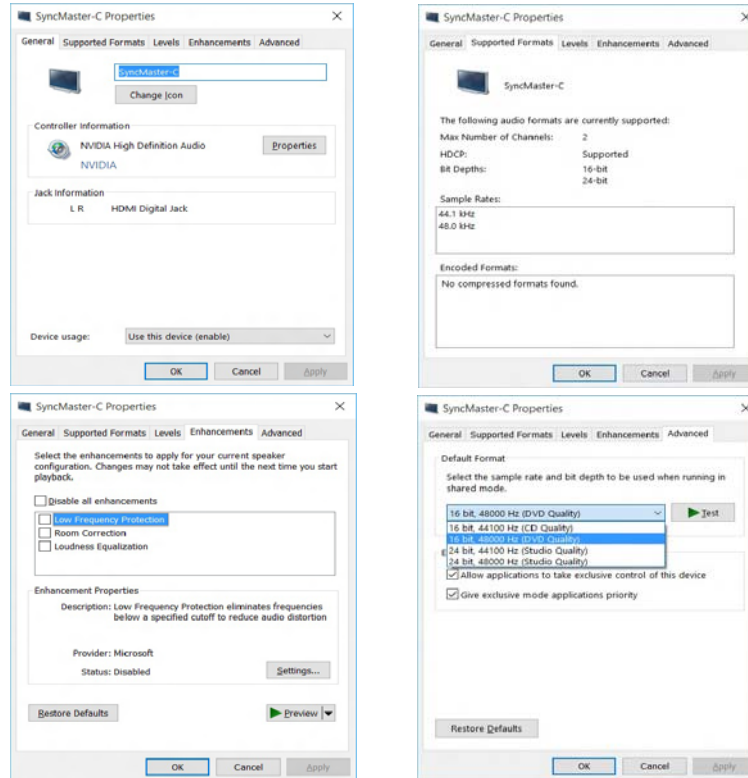 SyncMaster-C Properties
General Supported Formats Levels Enhancements Advanced
SyncMaster-C
Change Icon
Controller Information
NVIDIA High Definition Audio Properties
NVIDIA
Jack Information
L R HDMI Digital Jack
Device usage: Use this device (enable)
OK Cancel Apply
SyncMaster-C Properties
General Supported Formats Levels Enhancements Advanced
SyncMaster-C
The following audio formats are currently supported:
Max Number of Channels: 2
HDCP: Supported
Bit Depths: 16-bit
24-bit
Sample Rates:
44.1 kHz
48.0 kHz
Encoded Formats:
No compressed formats found.
OK Cancel Apply
SyncMaster-C Properties
General Supported Formats Levels Enhancements Advanced
Select the enhancements to apply for your current speaker
configuration. Changes may not take effect until the next time you start
playback.
Disable all enhancements
Low Frequency Protection
Room Correction
Loudness Equalization
Enhancement Properties
Description: Low Frequency Protection eliminates frequencies
below a specified cutoff to reduce audio distortion
Provider: Microsoft
Status: Disabled Settings...
Restore Defaults Preview
OK Cancel Apply
SyncMaster-C Properties
General Supported Formats Levels Enhancements Advanced
Default Format
Select the sample rate and bit depth to be used when running in
shared mode.
16 bit, 48000 Hz (DVD Quality) Test
16 bit, 44100 Hz (CD Quality)
16 bit, 48000 Hz (DVD Quality)
24 bit, 44100 Hz (Studio Quality)
24 bit, 48000 Hz (Studio Quality)
Allow applications to take exclusive control of this device
Give exclusive mode applications priority
Restore Defaults
OK Cancel Apply